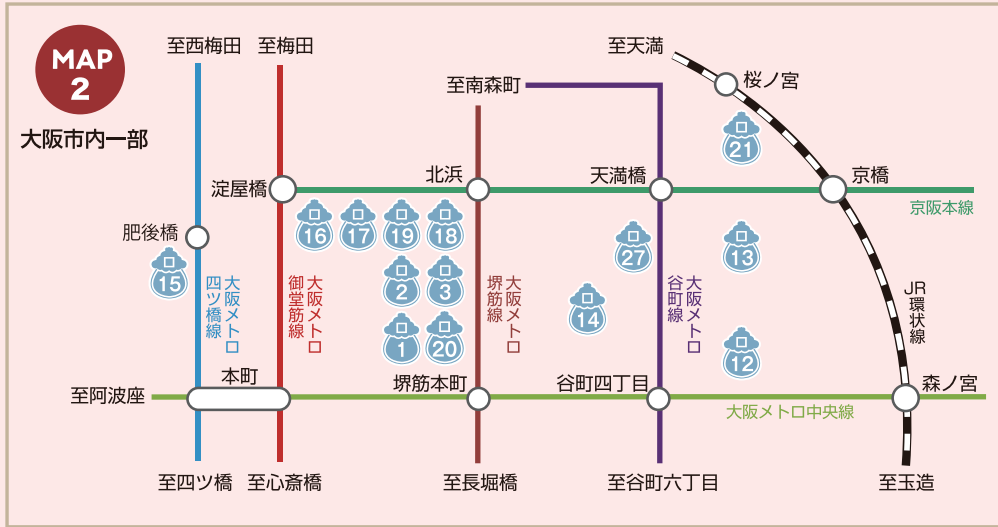 MAP
2
大阪市内一部
至西梅田
至梅田
至天満
至南森町
桜ノ宮
21
淀屋橋
北浜
天満橋
京橋
京阪本線
肥後橋
16
17
19
18
27
13
15
2
3
14
1
20
12
大阪メトロ
四ツ橋線
大阪メトロ
御堂筋線
大阪メトロ
堺筋線
大阪メトロ
谷町線
JR
環状線
至阿波座
本町
堺筋本町
谷町四丁目
森ノ宮
大阪メトロ中央線
至四ツ橋
至心斎橋
至長堀橋
至谷町六丁目
至玉造